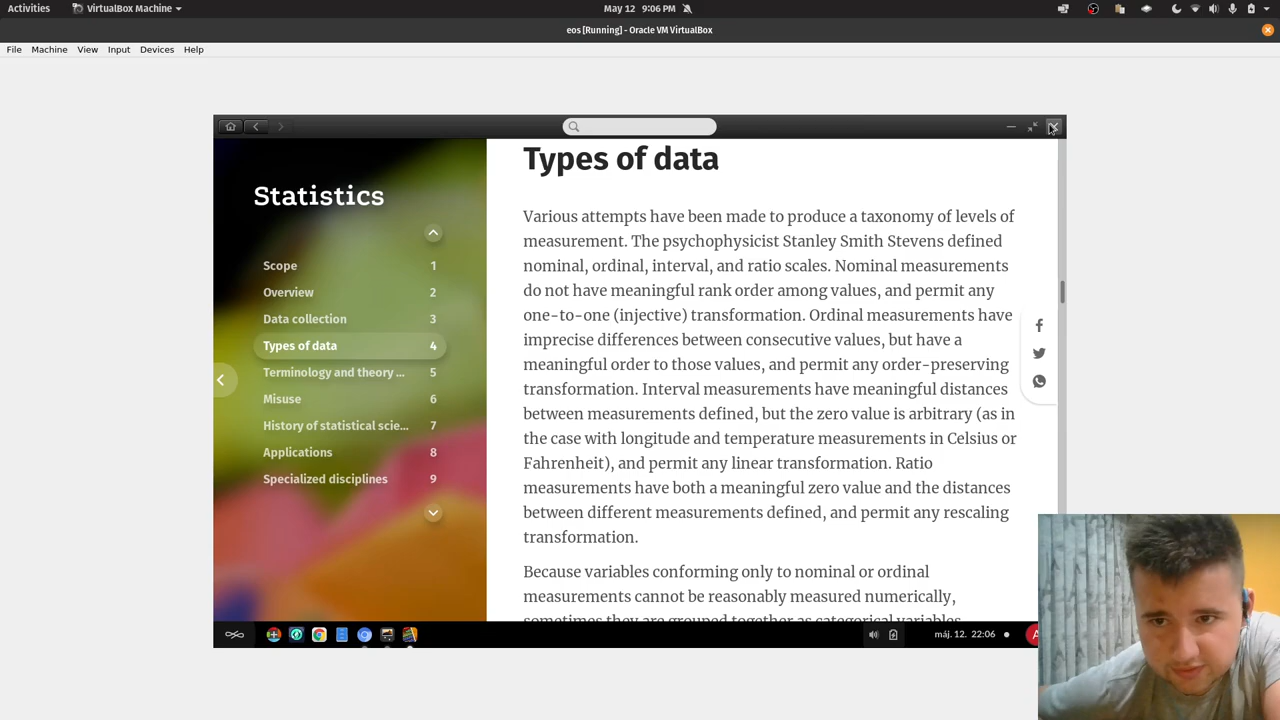 Activities
VirtualBox Machine
May 12 9:06 PM
eos [Running] - Oracle VM VirtualBox
File Machine View Input Devices Help
Statistics
Scope 1
Overview 2
Data collection 3
Types of data 4
Terminology and theory ... 5
Misuse 6
History of statistical scie... 7
Applications 8
Specialized disciplines 9
Types of data
Various attempts have been made to produce a taxonomy of levels of
measurement. The psychophysicist Stanley Smith Stevens defined
nominal, ordinal, interval, and ratio scales. Nominal measurements
do not have meaningful rank order among values, and permit any
one-to-one (injective) transformation. Ordinal measurements have
imprecise differences between consecutive values, but have a
meaningful order to those values, and permit any order-preserving
transformation. Interval measurements have meaningful distances
between measurements defined, but the zero value is arbitrary (as in
the case with longitude and temperature measurements in Celsius or
Fahrenheit), and permit any linear transformation. Ratio
measurements have both a meaningful zero value and the distances
between different measurements defined, and permit any rescaling
transformation.
Because variables conforming only to nominal or ordinal
measurements cannot be reasonably measured numerically,
sometimes they are grouped together as categorical variables
máj. 12. 22:06